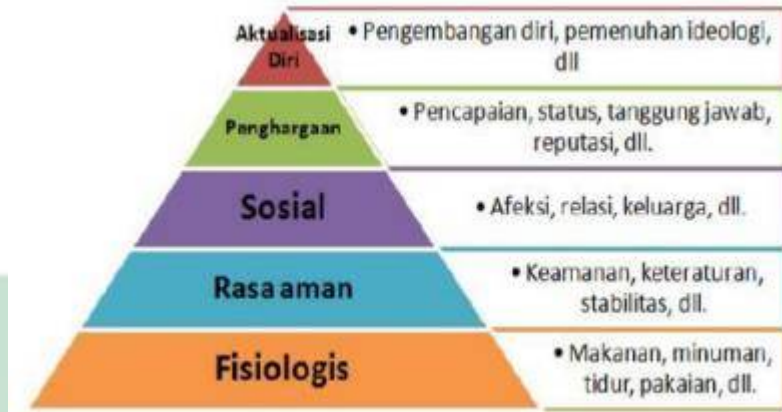 Aktualisasi
Diri
• Pengembangan diri, pemenuhan ideologi,
dll
Penghargaan
• Pencapaian, status, tanggung jawab,
reputasi, dll.
Sosial
• Afeksi, relasi, keluarga, dll.
Rasa aman
• Keamanan, keteraturan,
stabilitas, dll.
Fisiologis
• Makanan, minuman,
tidur, pakaian, dll.